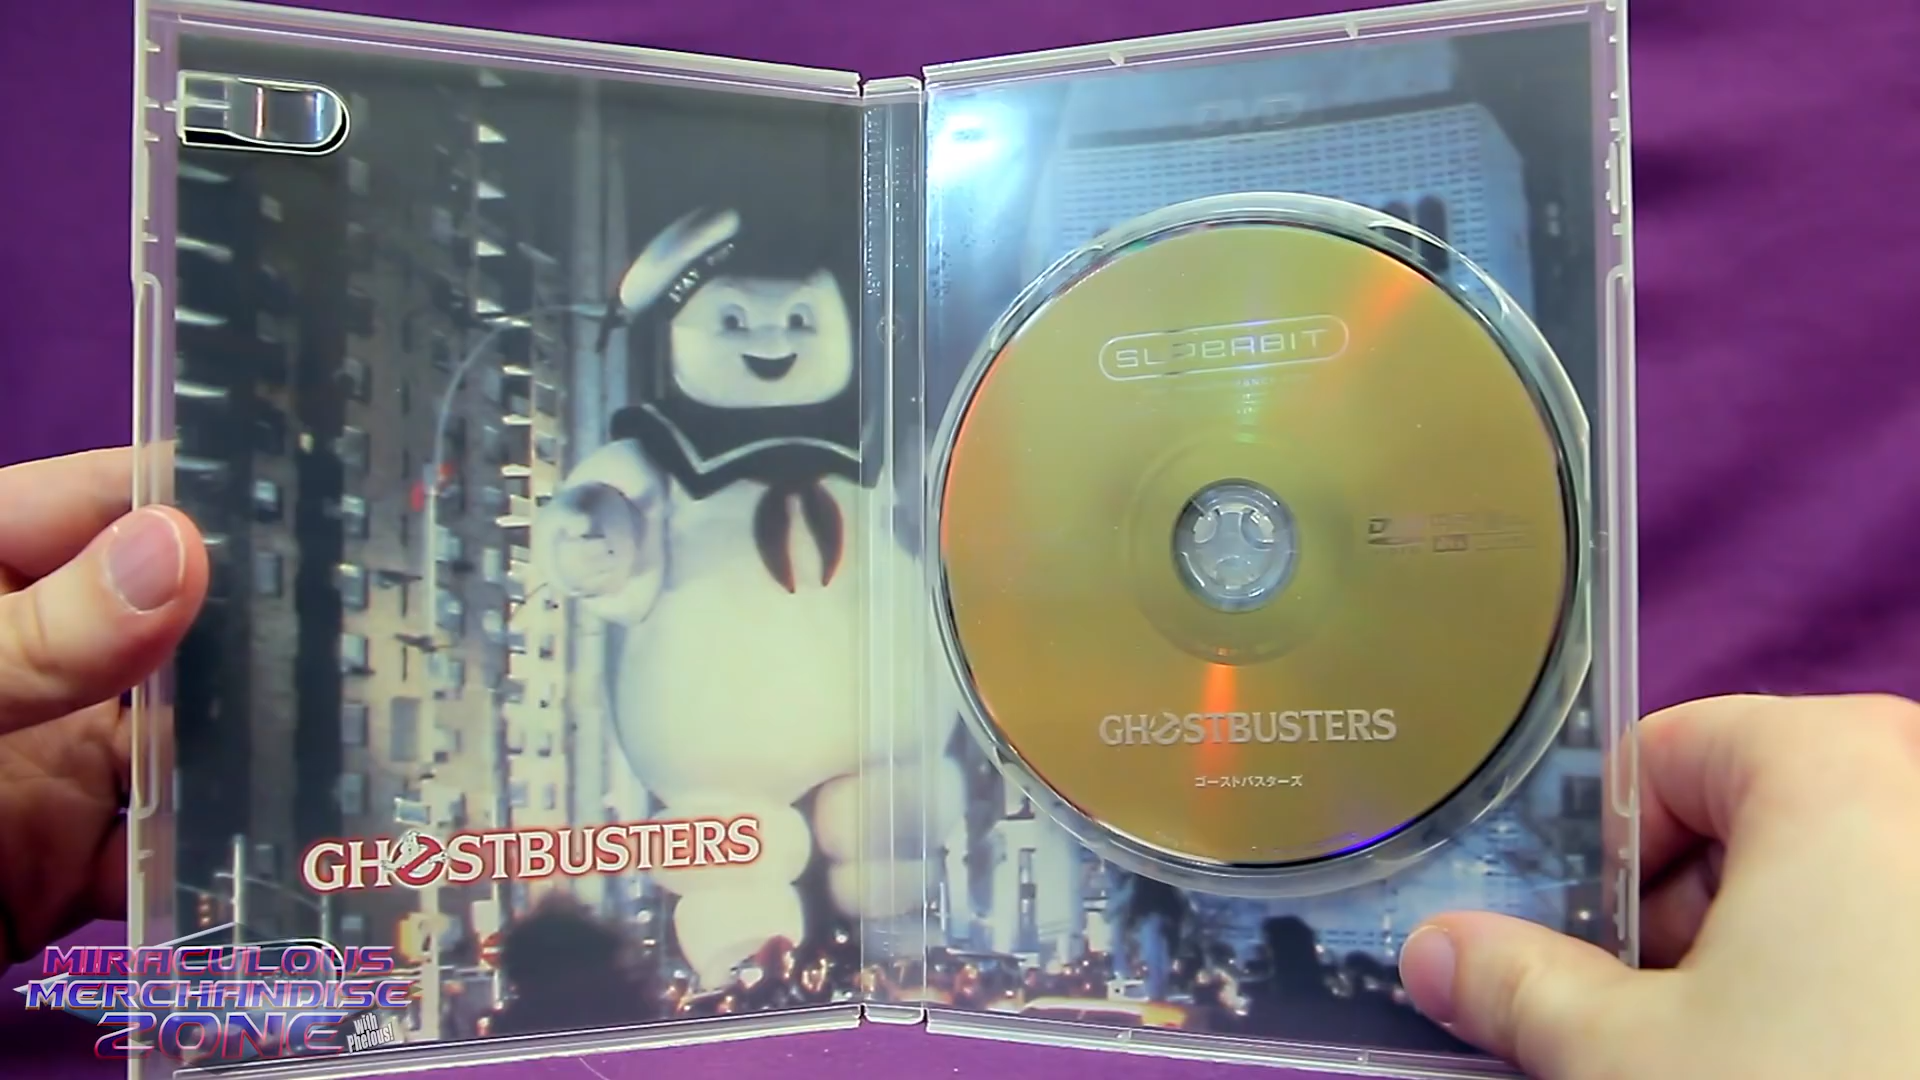 STAY PUFT
SUPERBIT
GHOSTBUSTERS
ゴーストバスターズ
GHOSTBUSTERS
MIRACULOUS
MERCHANDISE
ZONE
with
Phelous!